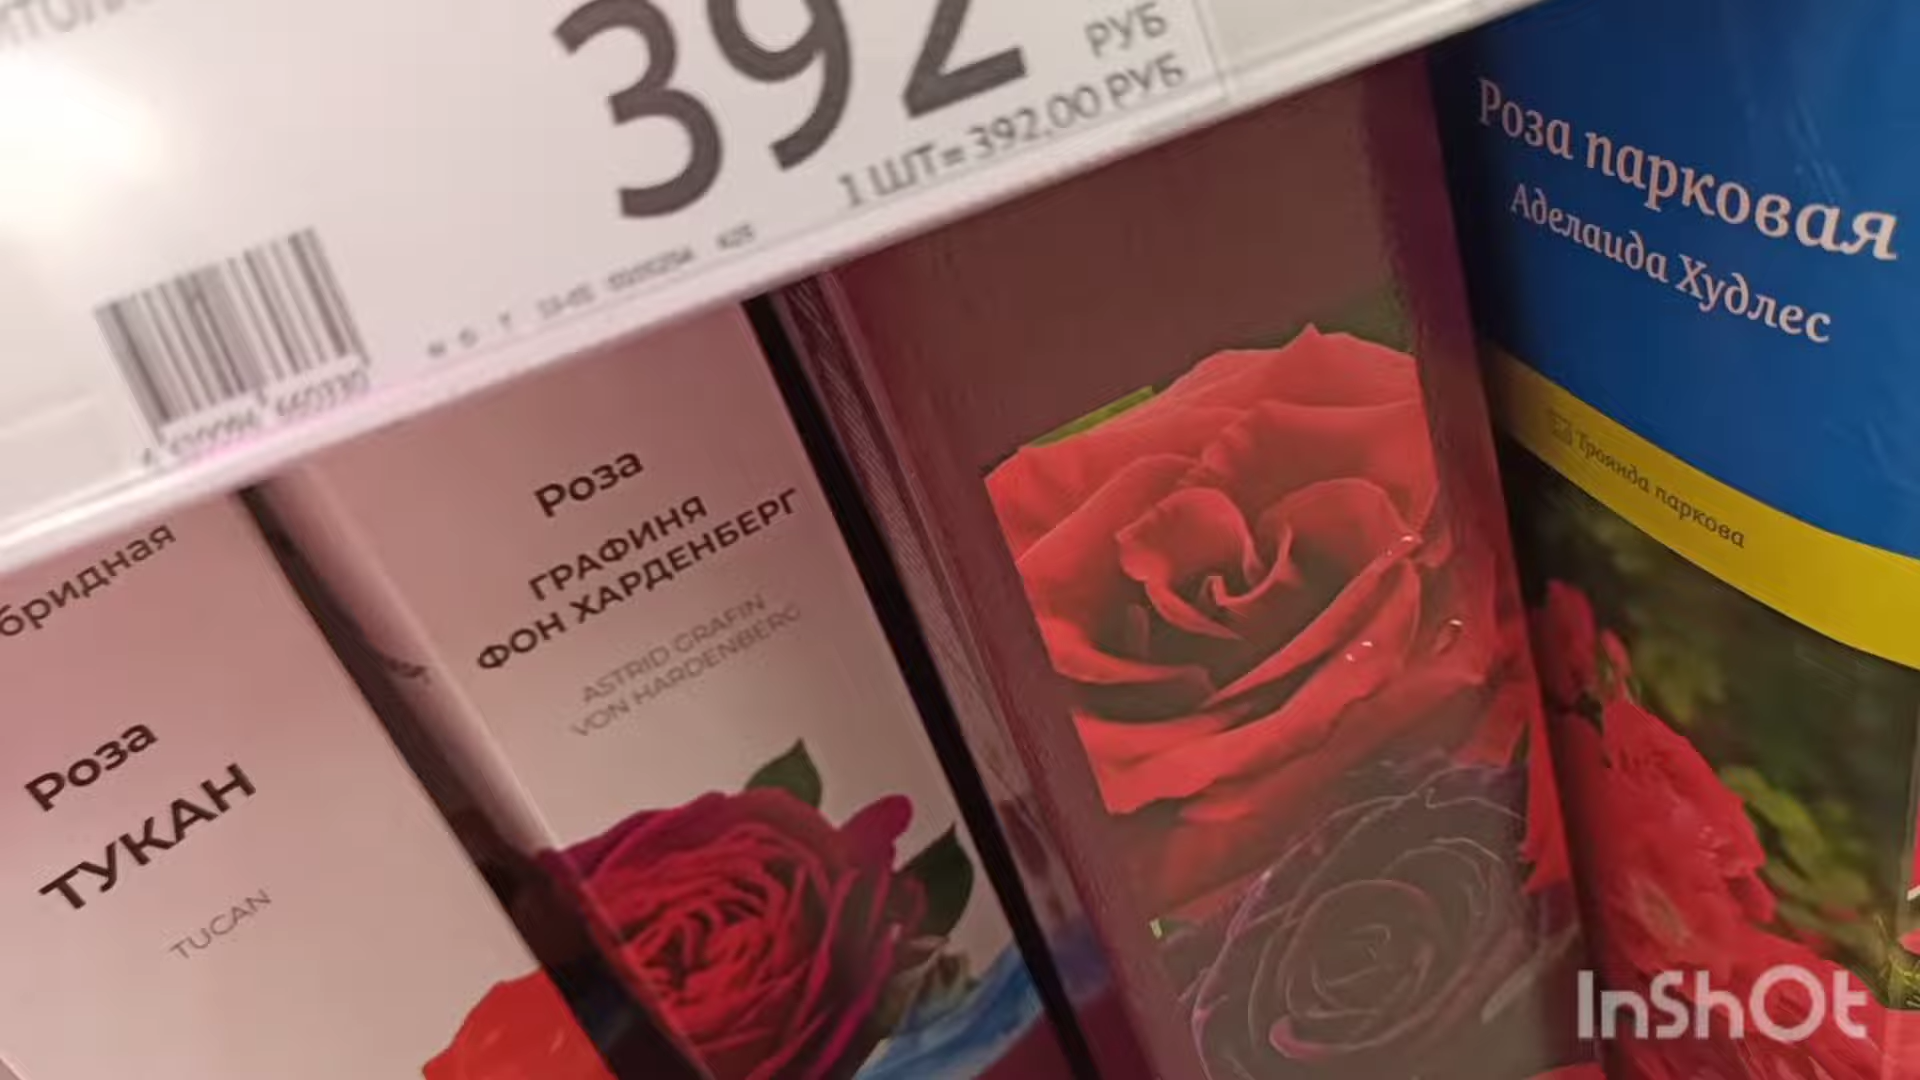 392
РУБ
1 ШТ= 392,00 РУБ
бридная
Роза
ТУКАН
TUCAN
Роза
ГРАФИНЯ
ФОН ХАРДЕНБЕРГ
ASTRID GRAFIN
VON HARDENBERG
Роза парковая
Аделаида Худлес
Троянда паркова
InShOt